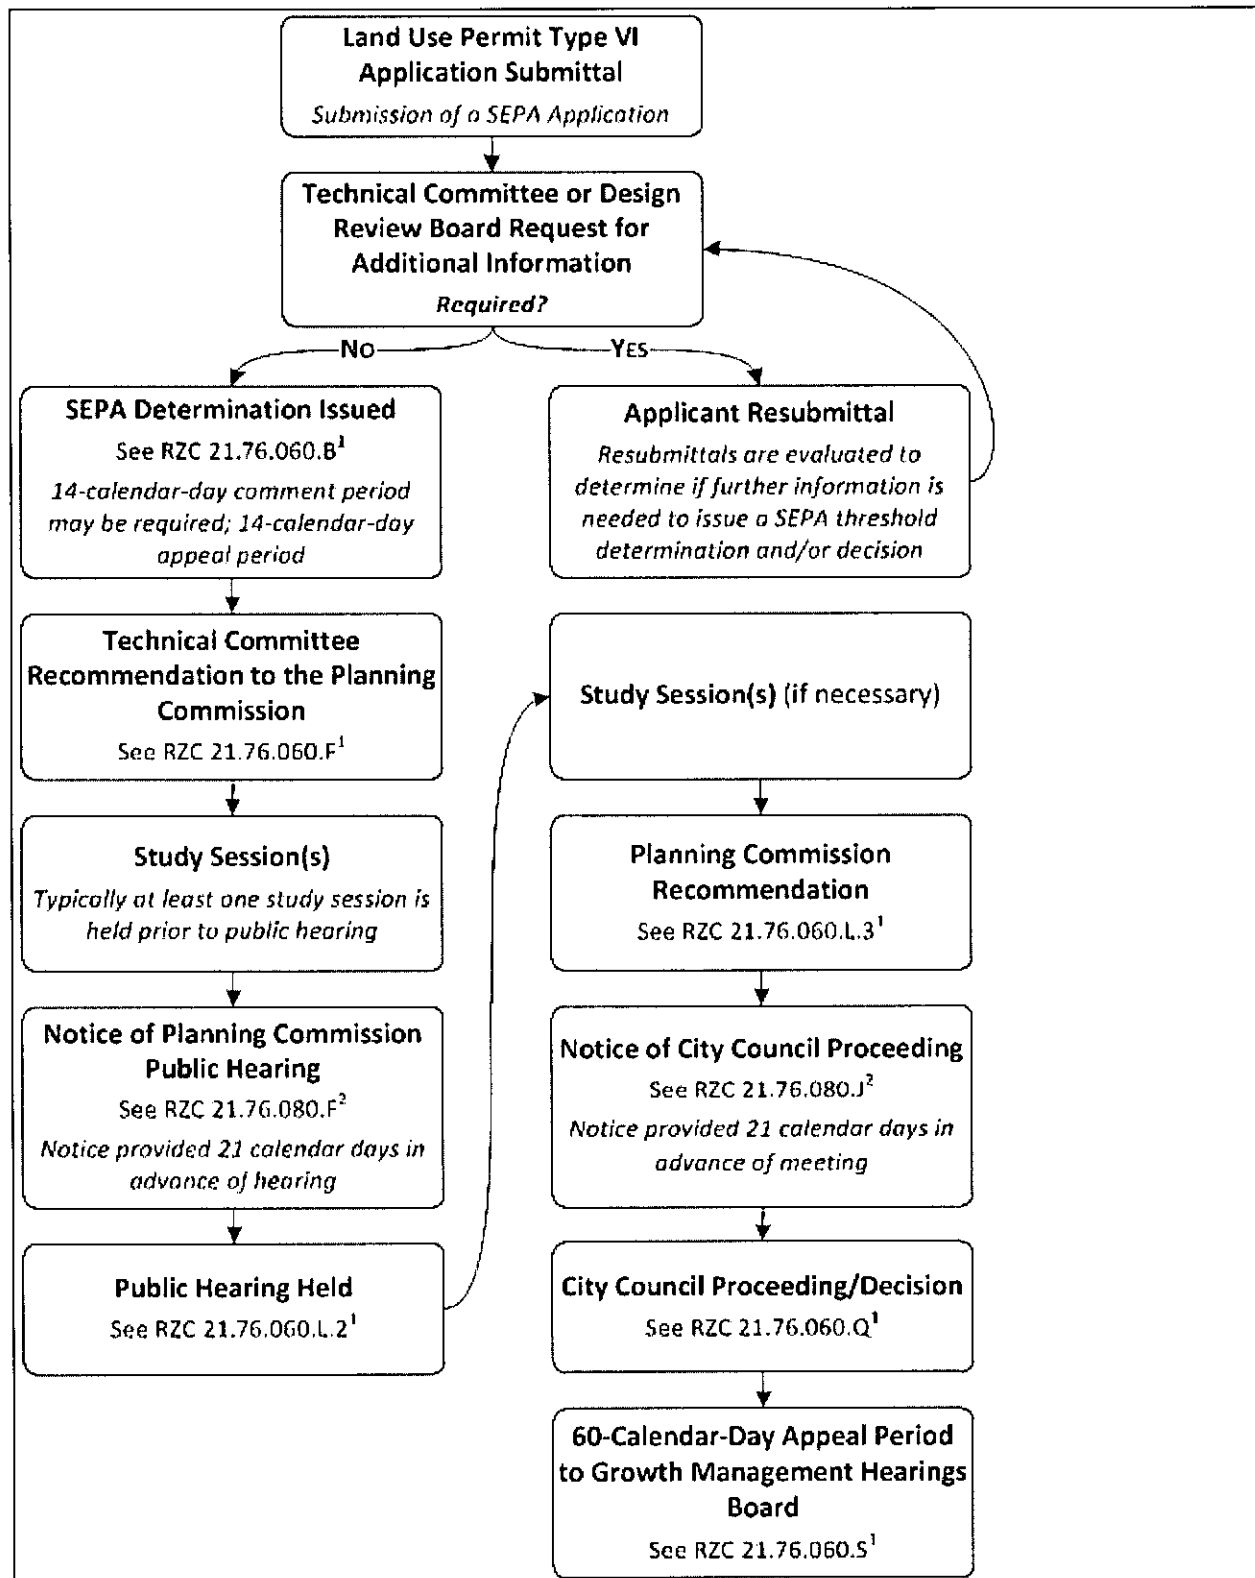 Land Use Permit Type VI
Application Submittal
Submission of a SEPA Application
Technical Committee or Design
Review Board Request for
Additional Information
Required?
No
Yes
SEPA Determination Issued
See RZC 21.76.060.B¹
14-calendar-day comment period
may be required; 14-calendar-day
appeal period
Applicant Resubmittal
Resubmittals are evaluated to
determine if further information is
needed to issue a SEPA threshold
determination and/or decision
Technical Committee
Recommendation to the Planning
Commission
See RZC 21.76.060.F¹
Study Session(s)
Typically at least one study session is
held prior to public hearing
Notice of Planning Commission
Public Hearing
See RZC 21.76.080.F²
Notice provided 21 calendar days in
advance of hearing
Public Hearing Held
See RZC 21.76.060.L.2¹
Study Session(s) (if necessary)
Planning Commission
Recommendation
See RZC 21.76.060.L.3¹
Notice of City Council Proceeding
See RZC 21.76.080.J²
Notice provided 21 calendar days in
advance of meeting
City Council Proceeding/Decision
See RZC 21.76.060.Q¹
60-Calendar-Day Appeal Period
to Growth Management Hearings
Board
See RZC 21.76.060.S¹